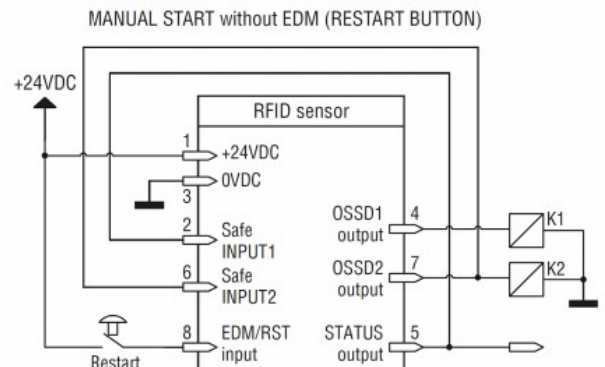 MANUAL START without EDM (RESTART BUTTON)
+24VDC
RFID sensor
1
+24VDC
0VDC
3
2
Safe
INPUT1
6
Safe
INPUT2
8
EDM/RST
input
Restart
OSSD1
output
4
K1
OSSD2
output
7
K2
STATUS
output
5